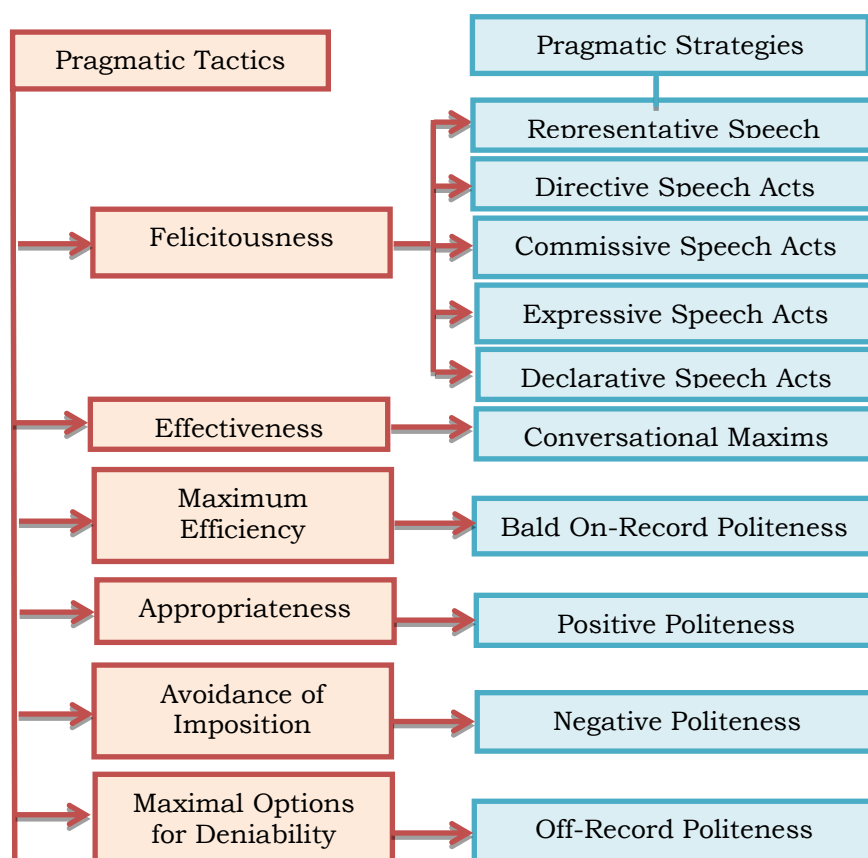 Pragmatic Tactics
Pragmatic Strategies
Representative Speech
Directive Speech Acts
Felicitousness
Commissive Speech Acts
Expressive Speech Acts
Declarative Speech Acts
Effectiveness
Conversational Maxims
Maximum
Efficiency
Bald On-Record Politeness
Appropriateness
Positive Politeness
Avoidance of
Imposition
Negative Politeness
Maximal Options
for Deniability
Off-Record Politeness